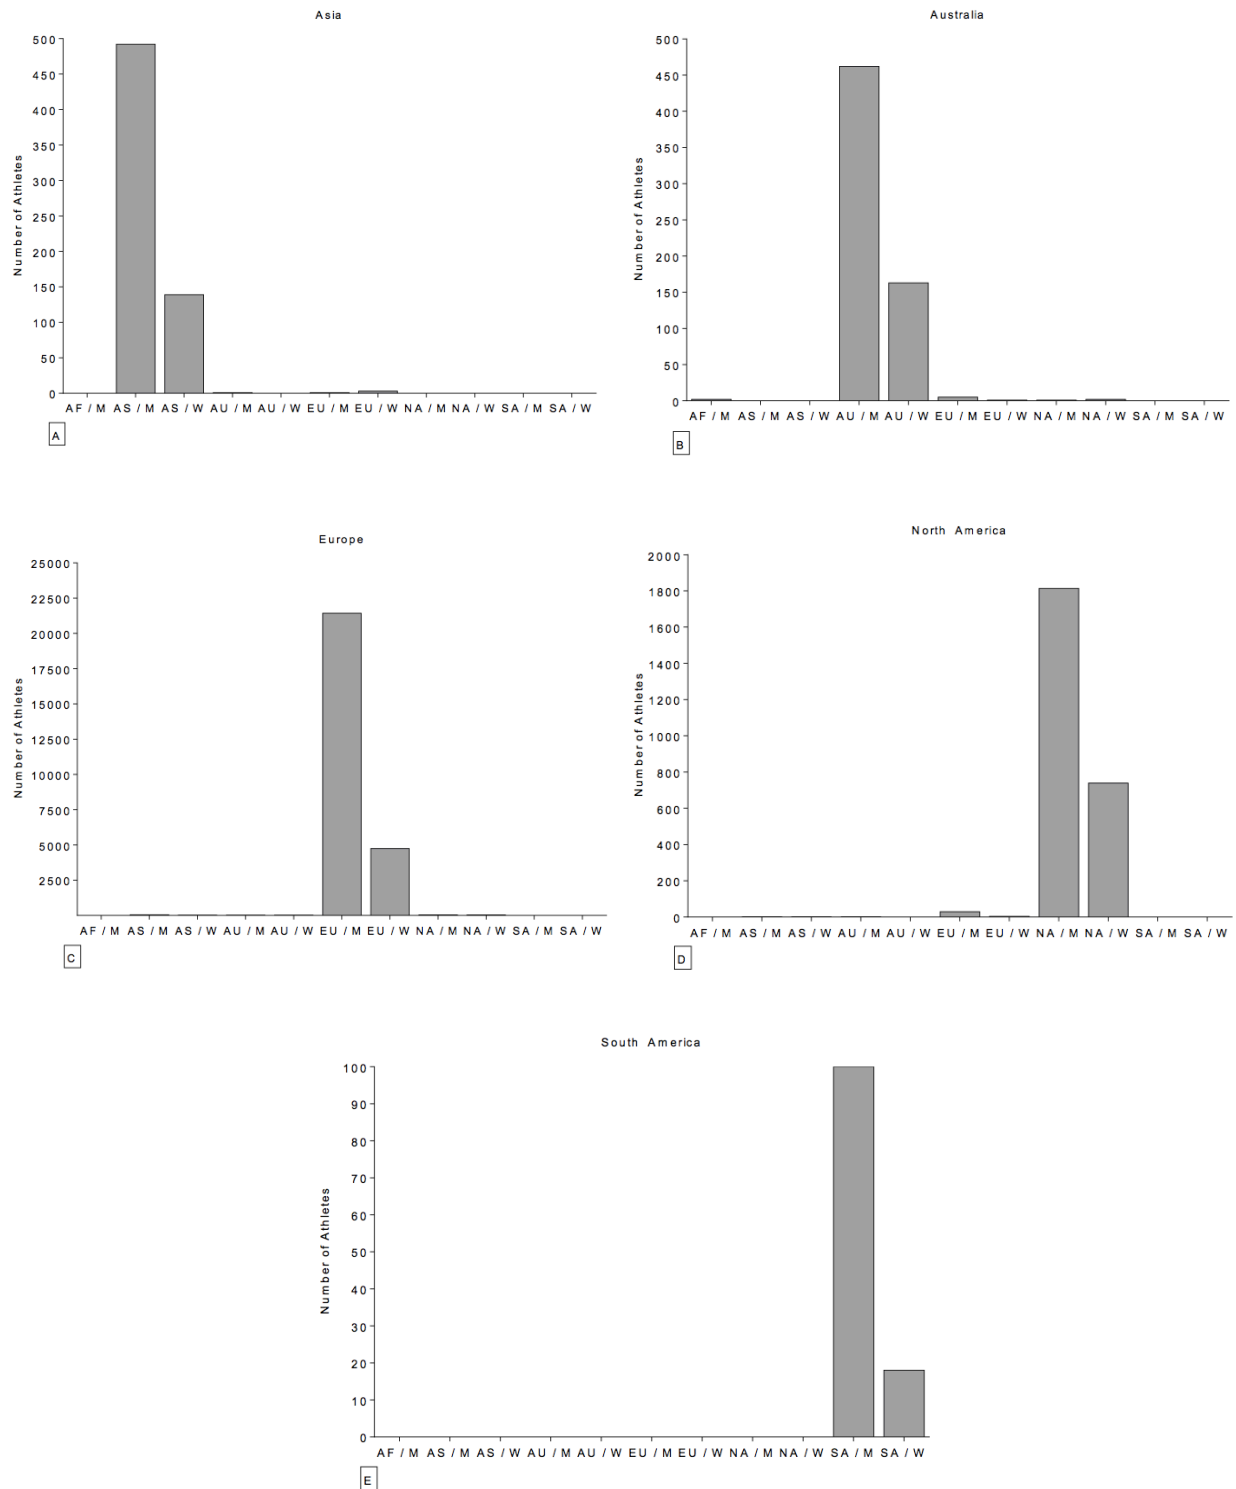 Asia
Number of Athletes
500
450
400
350
300
250
200
150
100
50
0
AF / M AS / M AS / W AU / M AU / W EU / M EU / W NA / M NA / W SA / M SA / W
A
Australia
Number of Athletes
500
450
400
350
300
250
200
150
100
50
0
AF / M AS / M AS / W AU / M AU / W EU / M EU / W NA / M NA / W SA / M SA / W
B
Europe
Number of Athletes
25000
22500
20000
17500
15000
12500
10000
7500
5000
2500
AF / M AS / M AS / W AU / M AU / W EU / M EU / W NA / M NA / W SA / M SA / W
C
North America
Number of Athletes
2000
1800
1600
1400
1200
1000
800
600
400
200
0
AF / M AS / M AS / W AU / M AU / W EU / M EU / W NA / M NA / W SA / M SA / W
D
South America
Number of Athletes
100
90
80
70
60
50
40
30
20
10
0
AF / M AS / M AS / W AU / M AU / W EU / M EU / W NA / M NA / W SA / M SA / W
E